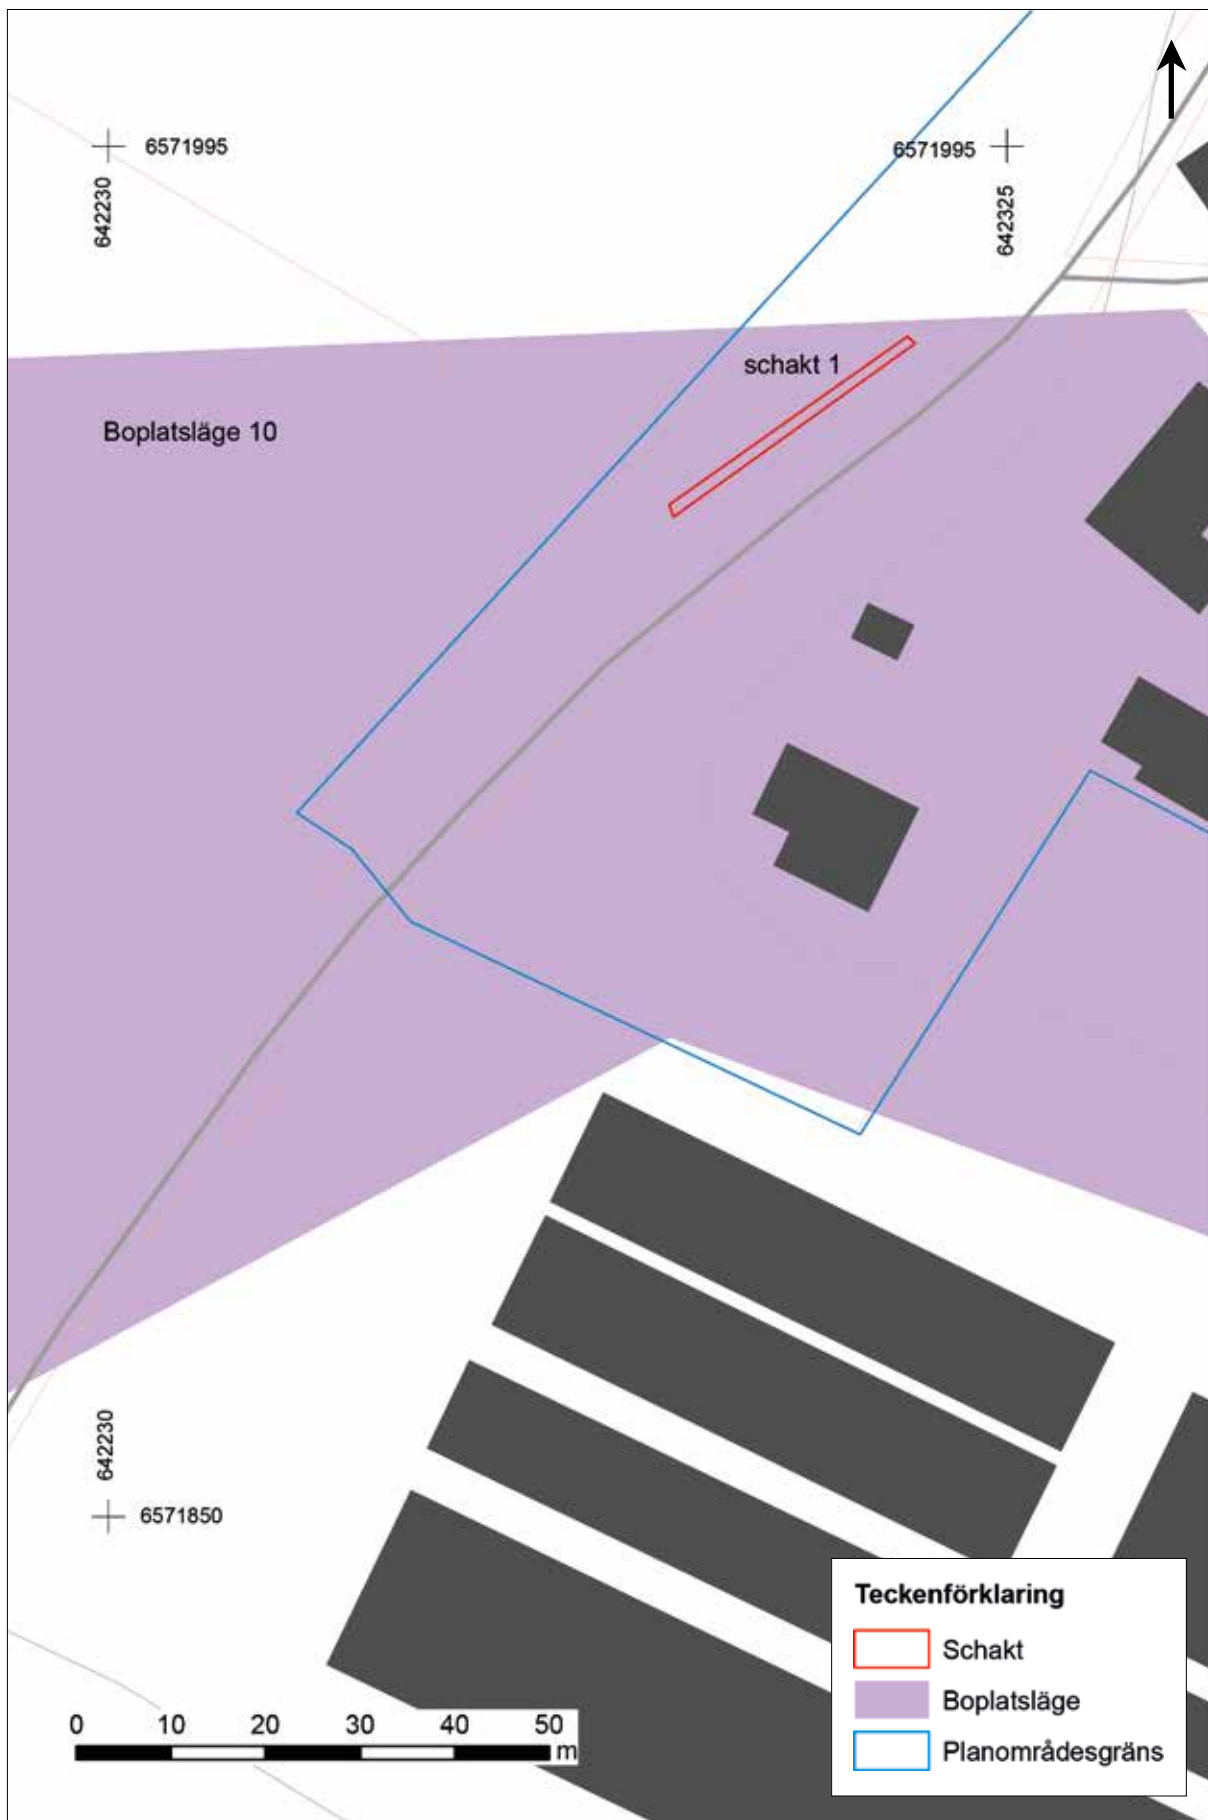 6571995
6571995
642230
642325
schakt 1
Boplatsläge 10
642230
6571850
Teckenförklaring
Schakt
Boplatsläge
Planområdesgräns
0 10 20 30 40 50
m